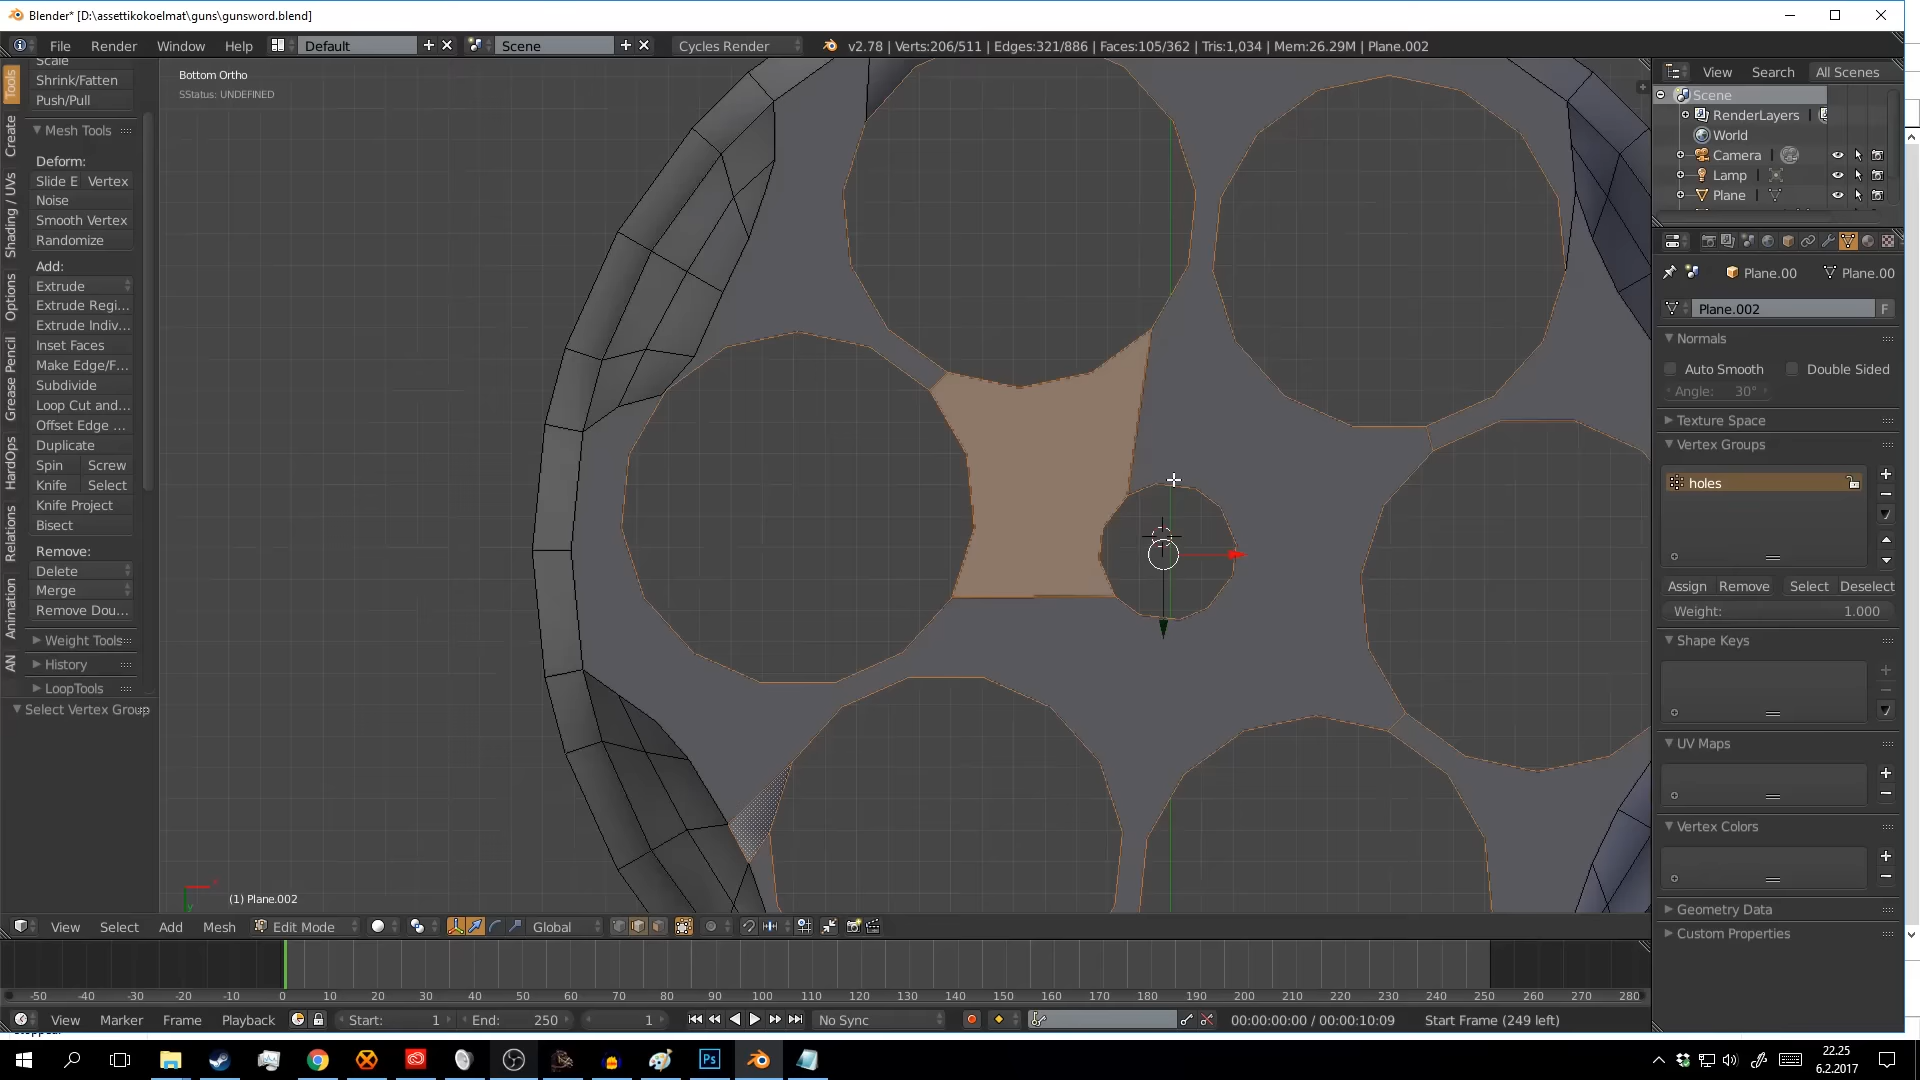 Blender* [D:\assettikokoelmat\guns\gunsword.blend]
File Render Window Help Default Scene Cycles Render v2.78 | Verts:206/511 | Edges:321/886 | Faces:105/362 | Tris:1,034 | Mem:26.29M | Plane.002
Scale
Shrink/Fatten
Push/Pull
Mesh Tools
Deform:
Slide E Vertex
Noise
Smooth Vertex
Randomize
Add:
Extrude
Extrude Regi...
Extrude Indiv...
Inset Faces
Make Edge/F...
Subdivide
Loop Cut and...
Offset Edge ...
Duplicate
Spin Screw
Knife Select
Knife Project
Bisect
Remove:
Delete
Merge
Remove Dou...
Weight Tools
History
LoopTools
Select Vertex Group
Tools
Create
Shading / UVs
Options
Grease Pencil
HardOps
Relations
Animation
AN
Bottom Ortho
SStatus: UNDEFINED
(1) Plane.002
View Search All Scenes
Scene
RenderLayers
World
Camera
Lamp
Plane
Plane.00 Plane.00
Plane.002 F
Normals
Auto Smooth Double Sided
Angle: 30°
Texture Space
Vertex Groups
holes
Assign Remove Select Deselect
Weight: 1.000
Shape Keys
UV Maps
Vertex Colors
Geometry Data
Custom Properties
View Select Add Mesh Edit Mode Global
-50 -40 -30 -20 -10 0 10 20 30 40 50 60 70 80 90 100 110 120 130 140 150 160 170 180 190 200 210 220 230 240 250 260 270 280
View Marker Frame Playback Start: 1 End: 250 1 No Sync 00:00:00:00 / 00:00:10:09 Start Frame (249 left)
Ps
22.25
6.2.2017